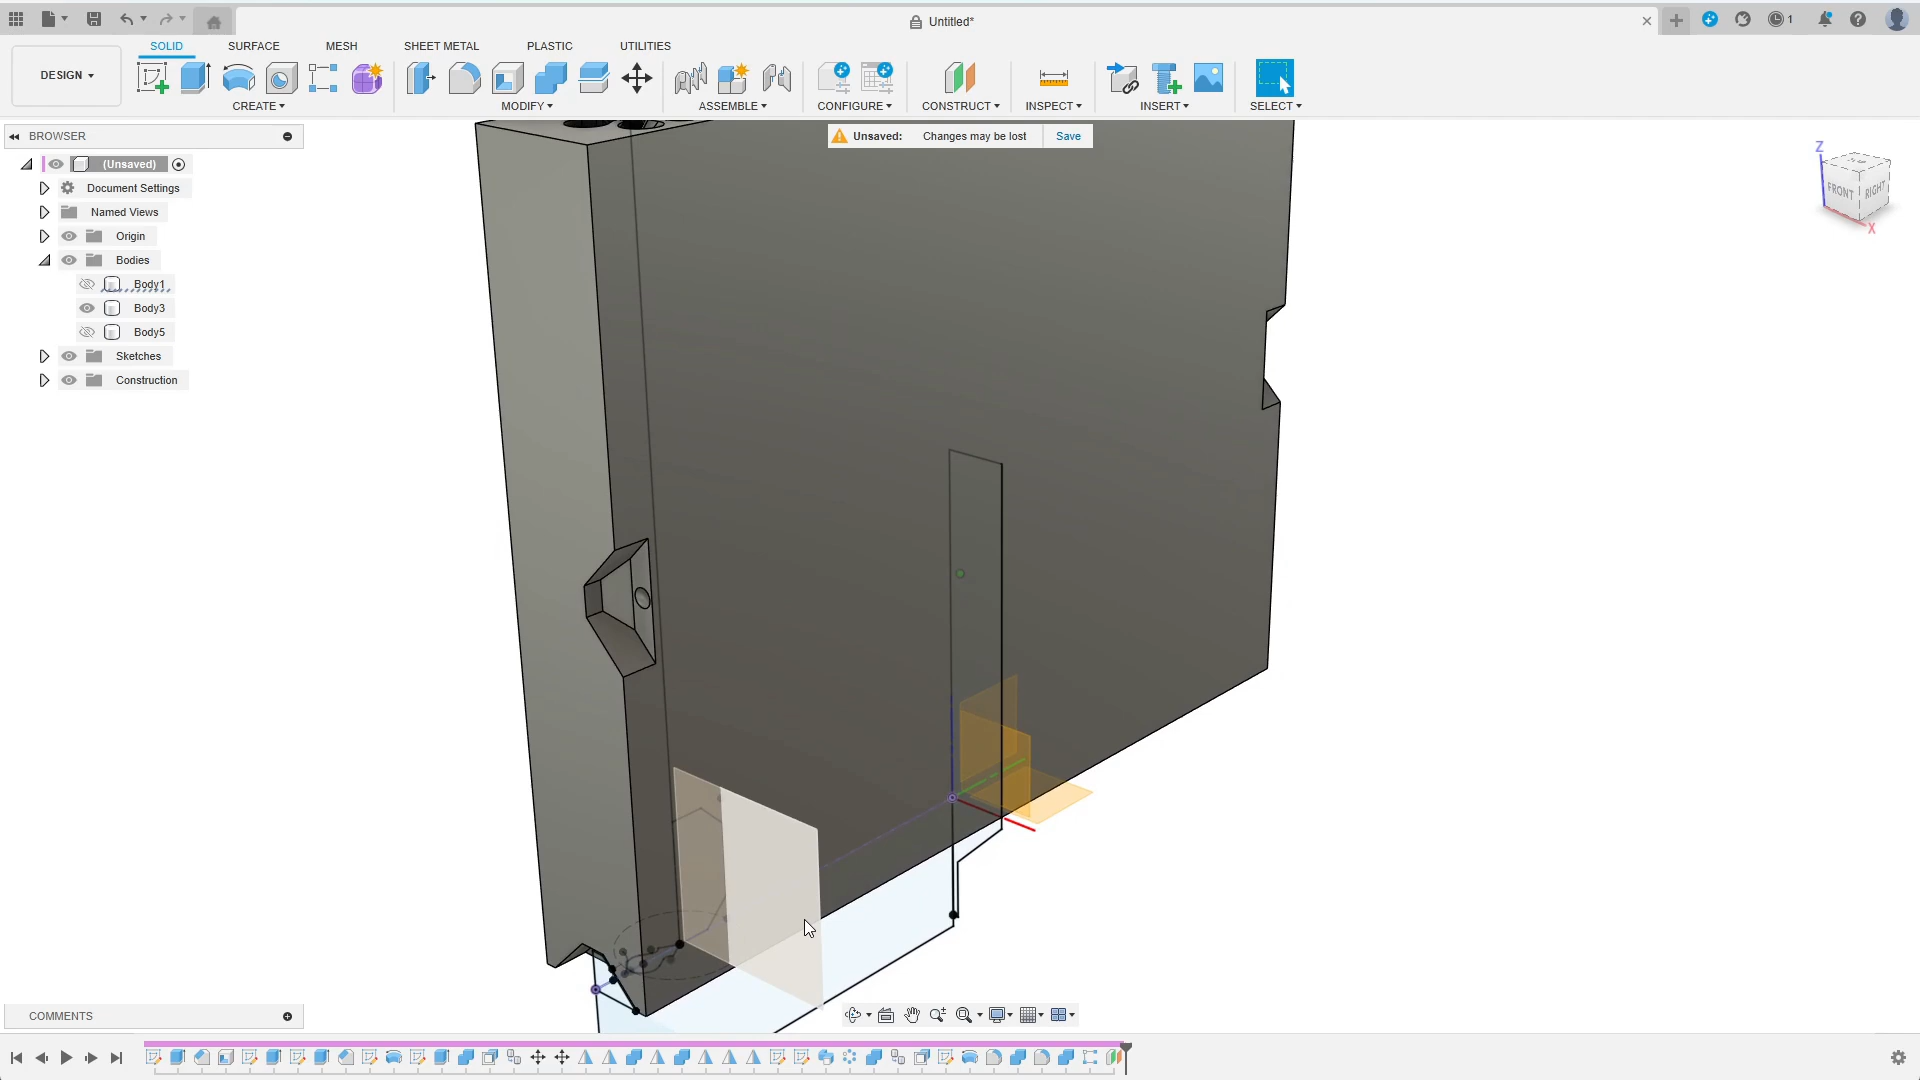 Untitled*
1
DESIGN
SOLID
SURFACE
MESH
SHEET METAL
PLASTIC
UTILITIES
CREATE
MODIFY
ASSEMBLE
CONFIGURE
CONSTRUCT
INSPECT
INSERT
SELECT
BROWSER
Unsaved: Changes may be lost Save
(Unsaved)
Document Settings
Named Views
Origin
Bodies
Body1
Body3
Body5
Sketches
Construction
Z
FRONT
RIGHT
X
COMMENTS